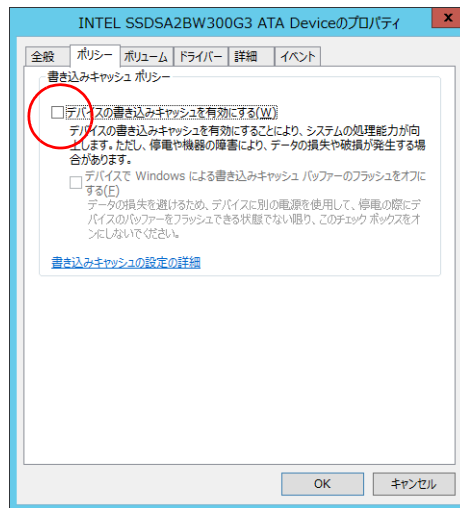 INTEL SSDSA2BW300G3 ATA Deviceのプロパティ
x
全般 ポリシー ボリューム ドライバー 詳細 イベント
書き込みキャッシュ ポリシー
デバイスの書き込みキャッシュを有効にする(W)
デバイスの書き込みキャッシュを有効にすることにより、システムの処理能力が向
上します。ただし、停電や機器の障害により、データの損失や破損が発生する場
合があります。
デバイスで Windows による書き込みキャッシュ バッファーのフラッシュをオフに
する(F)
データの損失を避けるため、デバイスに別の電源を使用して、停電の際にデ
バイスのバッファーをフラッシュできる状態でない限り、このチェック ボックスをオ
ンにしないでください。
書き込みキャッシュの設定の詳細
OK キャンセル